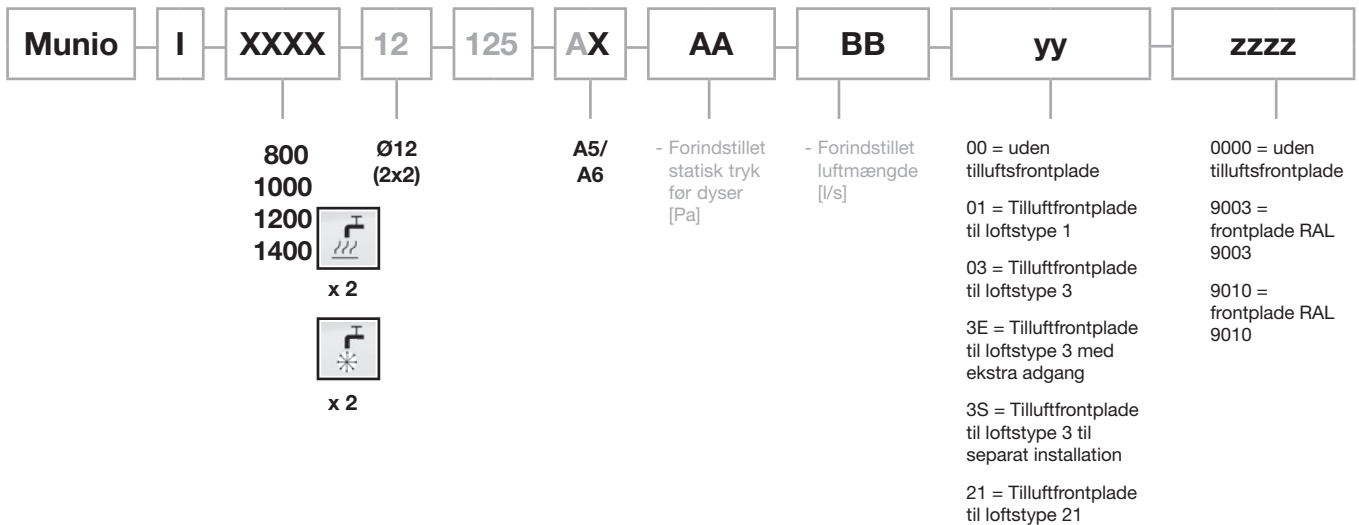 Munio I XXXX 12 125 AX AA BB yy zzzz
800
1000
1200
1400
Ø12
(2x2)
x 2
x 2
A5/
A6
- Forindstillet
statisk tryk
før dyser
[Pa]
- Forindstillet
luftmængde
[l/s]
00 = uden
tilluftsfrontplade
01 = Tilluftfrontplade
til loftstype 1
03 = Tilluftfrontplade
til loftstype 3
3E = Tilluftfrontplade
til loftstype 3 med
ekstra adgang
3S = Tilluftfrontplade
til loftstype 3 til
separat installation
21 = Tilluftfrontplade
til loftstype 21
0000 = uden
tilluftsfrontplade
9003 =
frontplade RAL
9003
9010 =
frontplade RAL
9010